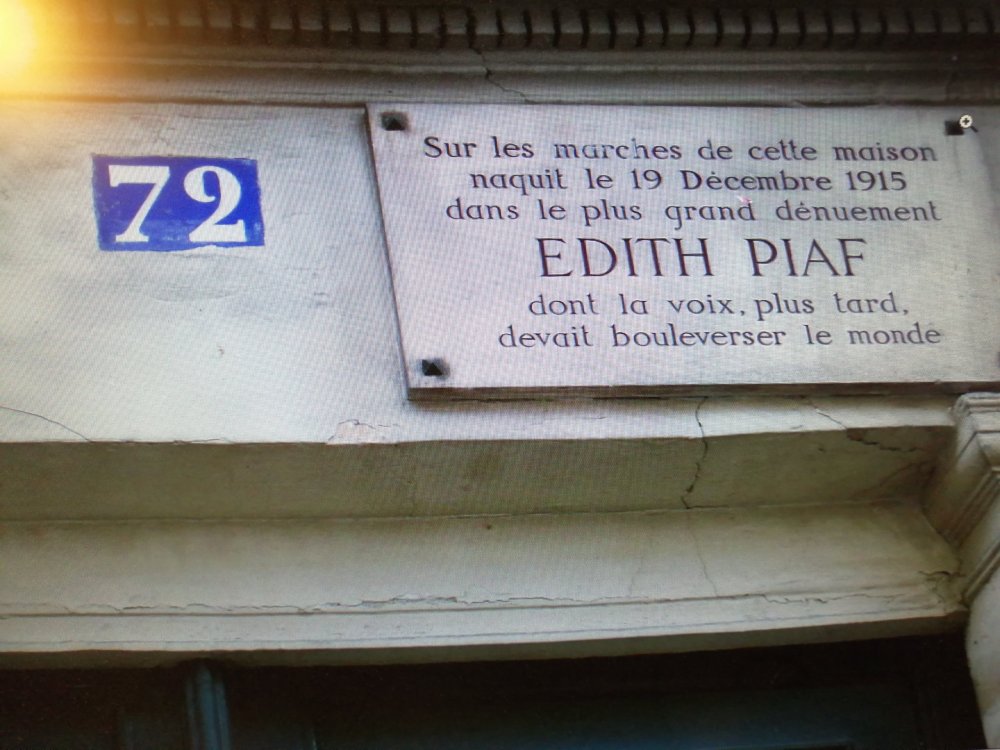 72
Sur les marches de cette maison
naquit le 19 Décembre 1915
dans le plus grand dénuement
EDITH PIAF
dont la voix, plus tard,
devait bouleverser le monde